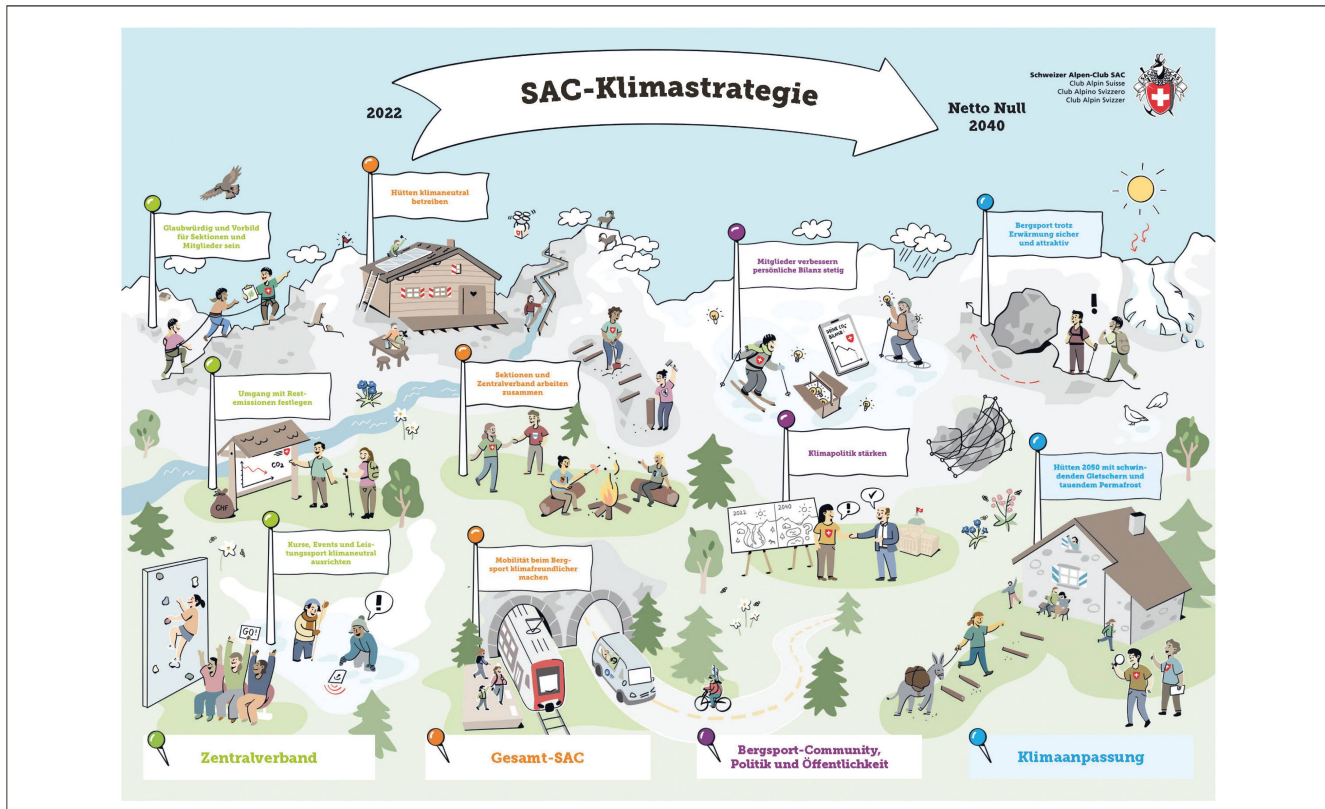 SAC-Klimastrategie
2022
Netto Null
2040
Schweizer Alpen-Club SAC
Club Alpin Suisse
Club Alpino Svizzero
Club Alpin Svizzer
Hütten klimaneutral
betreiben
Glaubwürdig und Vorbild
für Sektionen und
Mitglieder sein
Mitglieder verbessern
persönliche Bilanz stetig
Bergsport trotz
Erwärmung sicher
und attraktiv
!
DEINE CO2
BILANZ
Umgang mit Rest-
emissionen festlegen
CO2
CHF
Sektionen und
Zentralverband arbeiten
zusammen
Klimapolitik stärken
2022
2040
!
Hütten 2050 mit schwin-
denden Gletschern und
tauendem Permafrost
Kurse, Events und Leis-
tungssport klimaneutral
ausrichten
GO!
!
Mobilität beim Berg-
sport klimafreundlicher
machen
Zentralverband
Gesamt-SAC
Bergsport-Community,
Politik und Öffentlichkeit
Klimaanpassung